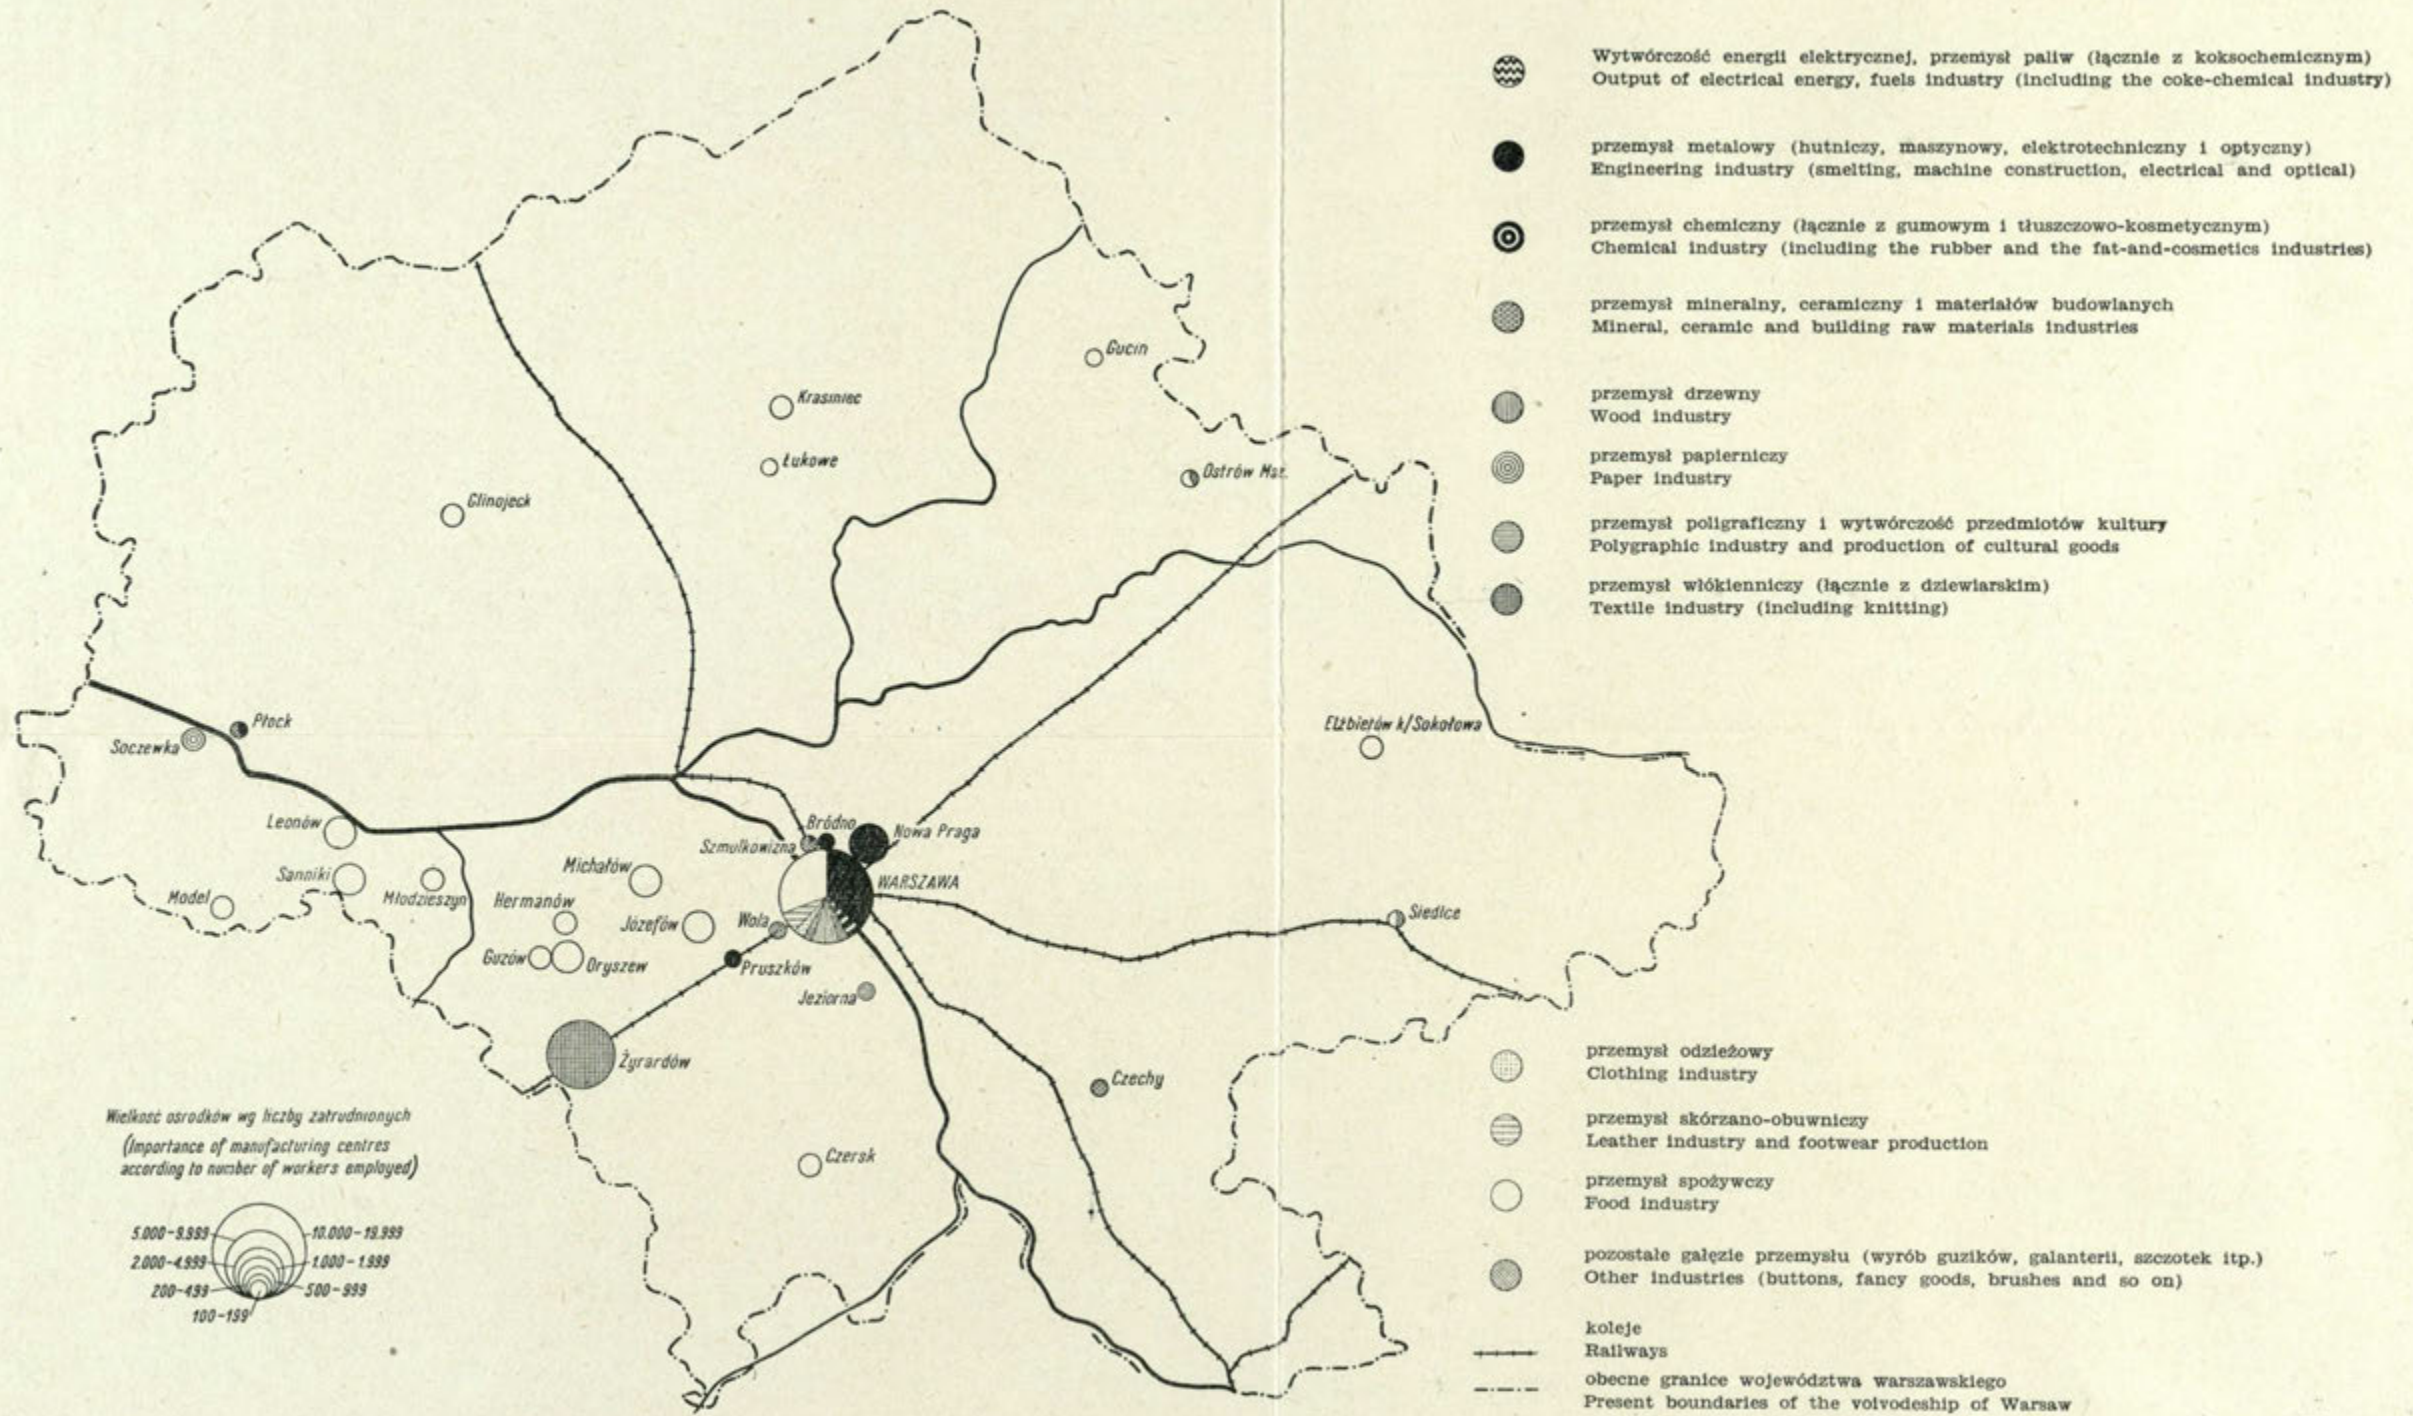 Wytwórczość energii elektrycznej, przemysł paliw (łącznie z koksochemicznym)
Output of electrical energy, fuels industry (including the coke-chemical industry)
przemysł metalowy (hutniczy, maszynowy, elektrotechniczny i optyczny)
Engineering industry (smelting, machine construction, electrical and optical)
przemysł chemiczny (łącznie z gumowym i tłuszczowo-kosmetycznym)
Chemical industry (including the rubber and the fat-and-cosmetics industries)
przemysł mineralny, ceramiczny i materiałów budowlanych
Mineral, ceramic and building raw materials industries
przemysł drzewny
Wood industry
przemysł papierniczy
Paper industry
przemysł poligraficzny i wytwórczość przedmiotów kultury
Polygraphic industry and production of cultural goods
przemysł włókienniczy (łącznie z dziewiarskim)
Textile industry (including knitting)
Gucin
Krasiniec
Łukowe
Ostrów Maz.
Glinojeck
Płock
Soczewka
Elżbietów k/Sokołowa
Leonów
Bródno
Nowa Praga
Szmulkowizna
Michałów
Sanniki
WARSZAWA
Model
Młodzieszyn
Hermanów
Józefów
Wola
Siedlce
Guzów
Oryszew
Pruszków
Jeziorna
Żyrardów
Czechy
Czersk
Wielkość ośrodków wg liczby zatrudnionych
(Importance of manufacturing centres
according to number of workers employed)
5.000-9.999
10.000-19.999
2.000-4.999
1.000-1.999
200-499
500-999
100-199
przemysł odzieżowy
Clothing industry
przemysł skórzano-obuwniczy
Leather industry and footwear production
przemysł spożywczy
Food industry
pozostałe gałęzie przemysłu (wyrób guzików, galanterii, szczotek itp.)
Other industries (buttons, fancy goods, brushes and so on)
koleje
Railways
obecne granice województwa warszawskiego
Present boundaries of the voivodeship of Warsaw